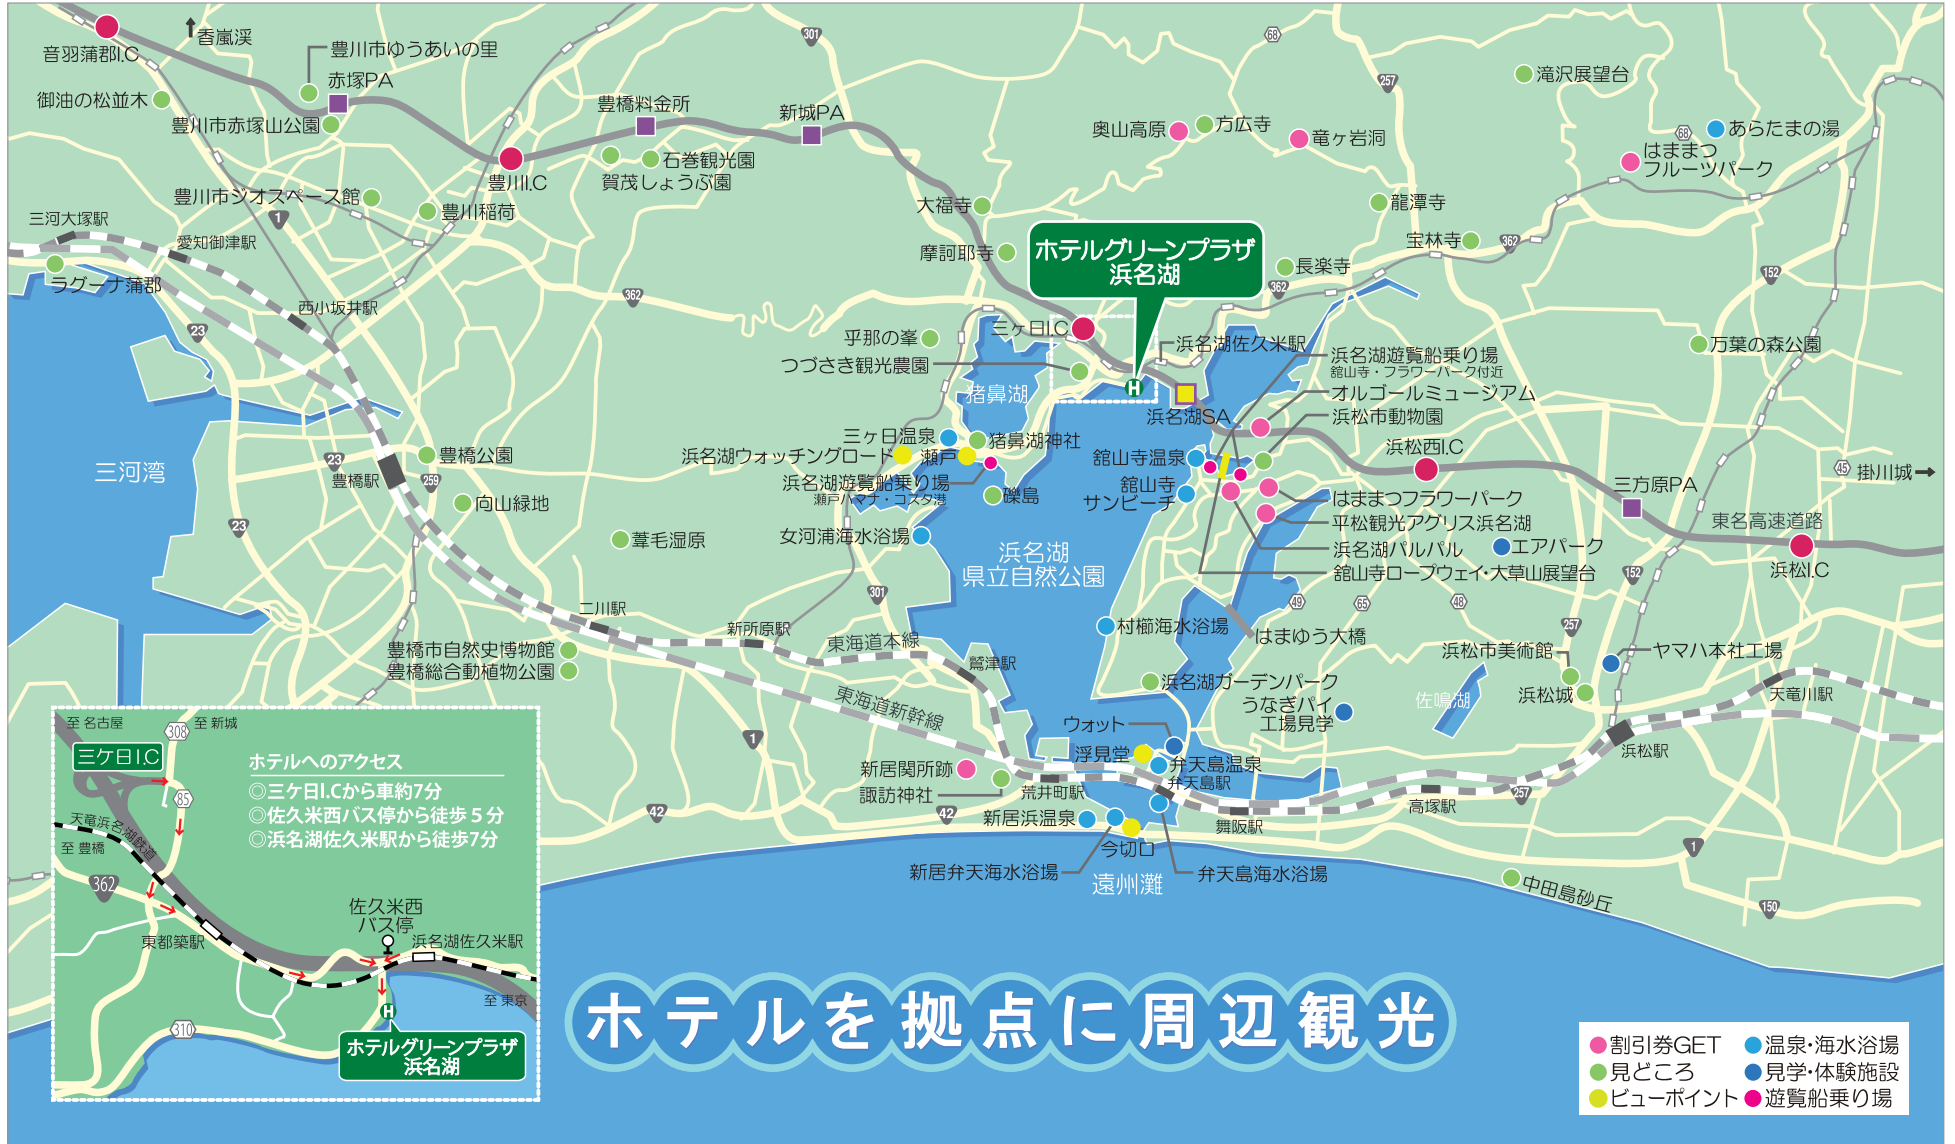 音羽蒲郡I.C
香嵐渓
豊川市ゆうあいの里
赤塚PA
御油の松並木
豊川市赤塚山公園
豊橋料金所
新城PA
301
68
257
滝沢展望台
奥山高原
方広寺
竜ヶ岩洞
68
あらたまの湯
はままつ
フルーツパーク
石巻観光園
賀茂しょうぶ園
豊川I.C
豊川市ジオスペース館
豊川稲荷
大福寺
龍潭寺
三河大塚駅
1
愛知御津駅
摩訶耶寺
宝林寺
362
ホテルグリーンプラザ
浜名湖
長楽寺
152
ラグーナ蒲郡
362
362
西小坂井駅
23
三ヶ日I.C
乎那の峯
浜名湖佐久米駅
浜名湖遊覧船乗り場
舘山寺・フラワーパーク付近
万葉の森公園
つづさき観光農園
猪鼻湖
オルゴールミュージアム
浜名湖SA
浜松市動物園
三ヶ日温泉
猪鼻湖神社
浜松西I.C
三河湾
23
豊橋公園
浜名湖ウォッチングロード
瀬戸
舘山寺温泉
45
掛川城
豊橋駅
259
浜名湖遊覧船乗り場
瀬戸ハマナ・コスタ港
礫島
舘山寺
サンビーチ
三方原PA
向山緑地
はままつフラワーパーク
23
平松観光アグリス浜名湖
東名高速道路
葦毛湿原
女河浦海水浴場
浜名湖
県立自然公園
浜名湖パルパル
エアパーク
浜松I.C
舘山寺ロープウェイ・大草山展望台
152
301
49
65
48
二川駅
新所原駅
村櫛海水浴場
はまゆう大橋
257
東海道本線
豊橋市自然史博物館
豊橋総合動植物公園
鷲津駅
浜松市美術館
ヤマハ本社工場
浜名湖ガーデンパーク
浜松城
天竜川駅
東海道新幹線
うなぎパイ
工場見学
佐鳴湖
ウォット
1
浮見堂
弁天島温泉
浜松駅
新居関所跡
弁天島駅
諏訪神社
荒井町駅
高塚駅
257
42
42
新居浜温泉
舞阪駅
今切口
1
新居弁天海水浴場
遠州灘
弁天島海水浴場
中田島砂丘
150
至 名古屋
308
至 新城
三ケ日I.C
ホテルへのアクセス
◎三ケ日I.Cから車約7分
◎佐久米西バス停から徒歩５分
◎浜名湖佐久米駅から徒歩7分
85
天竜浜名湖鉄道
至 豊橋
362
佐久米西
バス停
東都築駅
浜名湖佐久米駅
至 東京
H
310
ホテルグリーンプラザ
浜名湖
H
ホテルを拠点に周辺観光
割引券GET
温泉・海水浴場
見どころ
見学・体験施設
ビューポイント
遊覧船乗り場